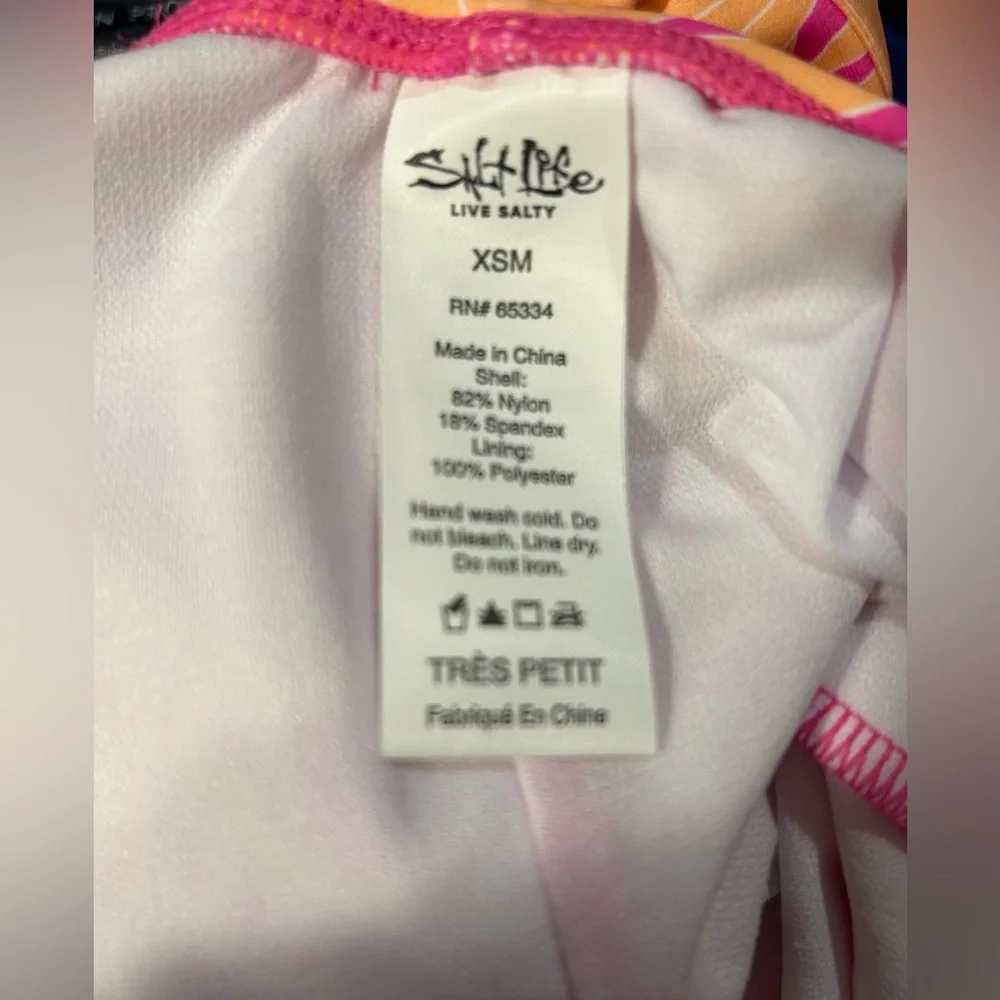 Salt Life
LIVE SALTY
XSM
RN# 65334
Made in China
Shell:
82% Nylon
18% Spandex
Lining:
100% Polyester
Hand wash cold. Do
not bleach. Line dry.
Do not iron.
TRÈS PETIT
Fabriqué En Chine